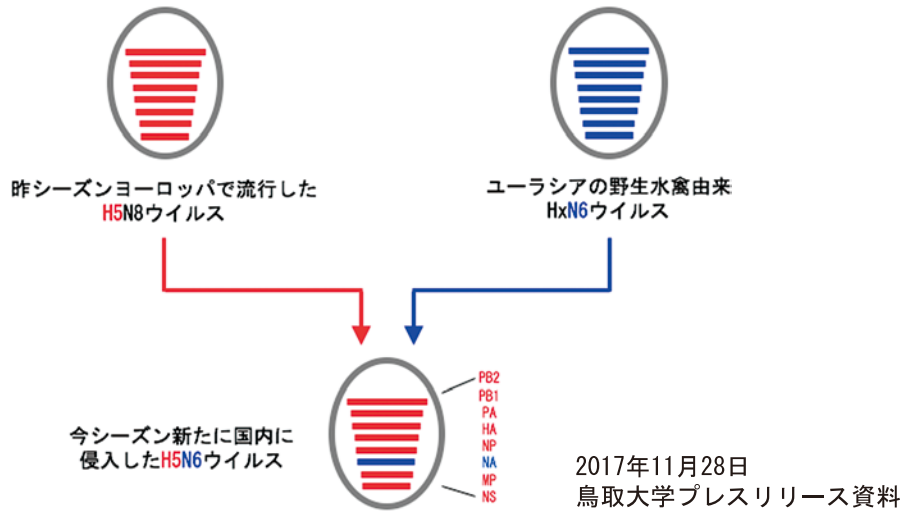 昨シーズンヨーロッパで流行した
H5N8ウイルス
ユーラシアの野生水禽由来
HxN6ウイルス
今シーズン新たに国内に
侵入したH5N6ウイルス
PB2
PB1
PA
HA
NP
NA
MP
NS
2017年11月28日
鳥取大学プレスリリース資料